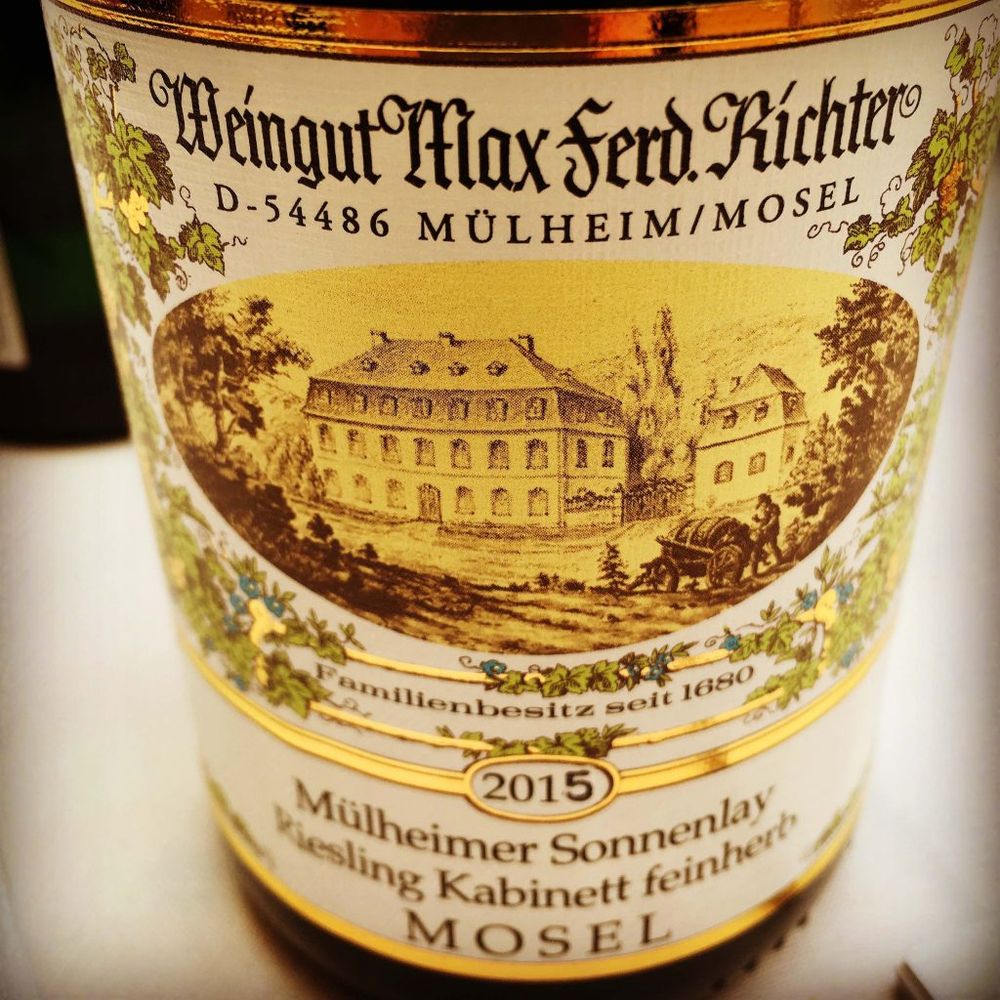 Weingut Max Ferd. Richter
D-54486 MÜLHEIM/MOSEL
Familienbesitz seit 1680
2015
Mülheimer Sonnenlay
Riesling Kabinett feinherb
MOSEL